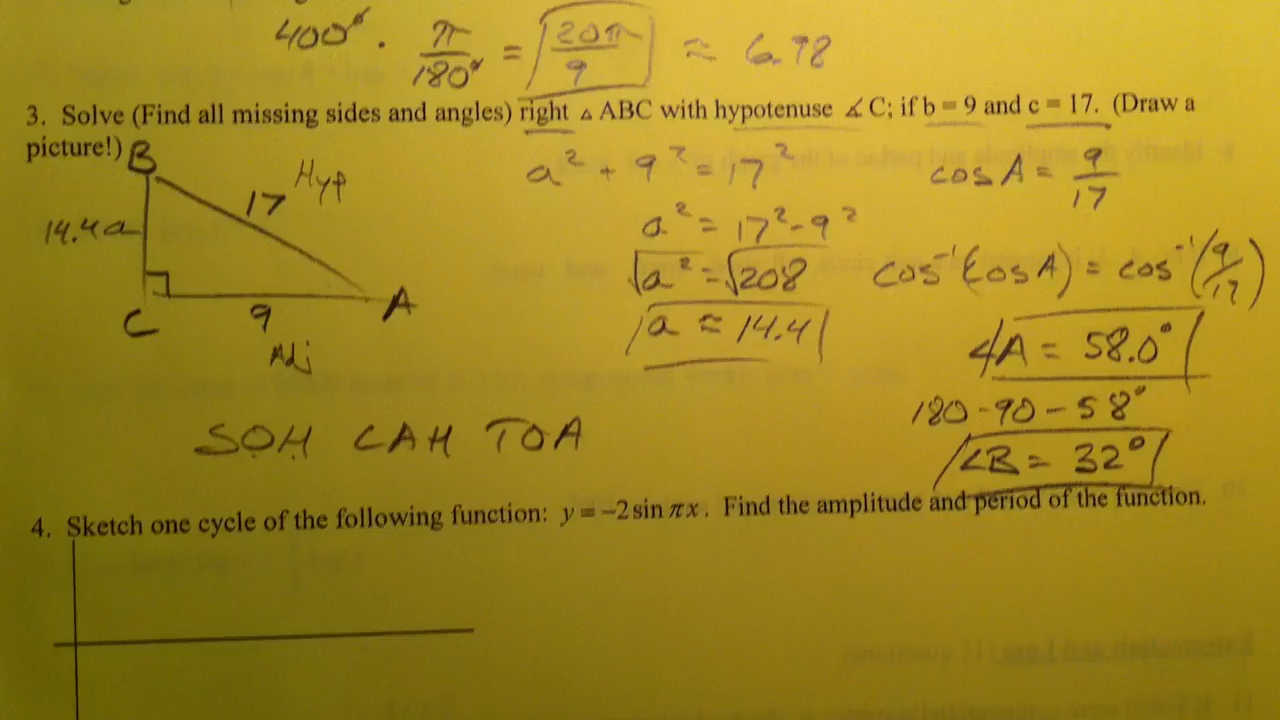 400° · π/180° = 20π/9 ≈ 6.98
3. Solve (Find all missing sides and angles) right △ ABC with hypotenuse ∡ C; if b = 9 and c = 17. (Draw a
picture!)
B
17 Hyp
14.4 a
C 9 A
Adj
a² + 9² = 17²
a² = 17² - 9²
√a² = √208
a ≈ 14.4
cos A = 9/17
cos⁻¹(cos A) = cos⁻¹(9/17)
∡A = 58.0°
180 - 90 - 58°
∠B = 32°
SOH CAH TOA
4. Sketch one cycle of the following function: y = −2 sin πx. Find the amplitude and period of the function.